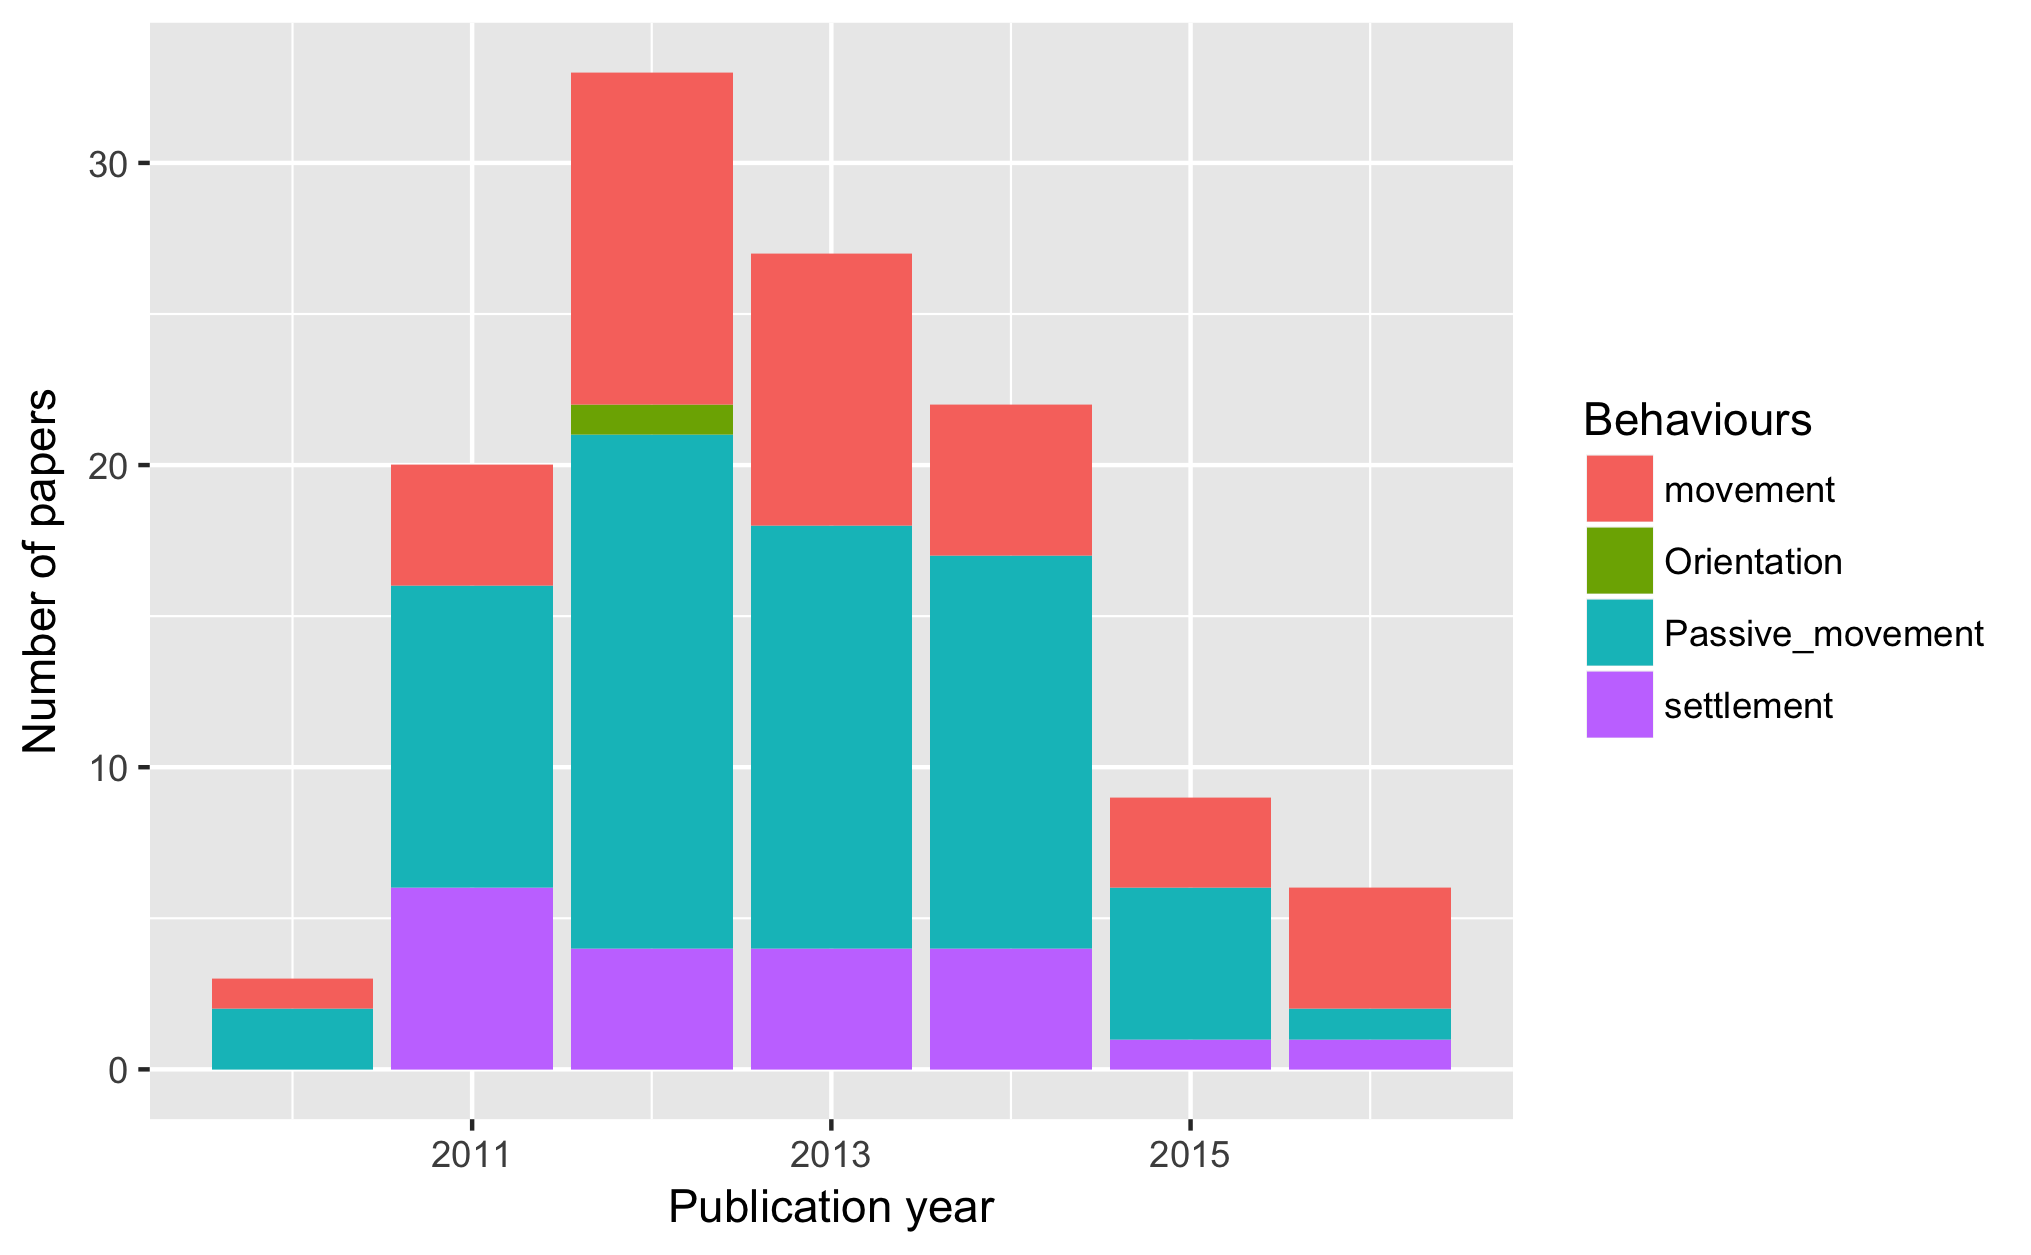 Number of papers
30
20
10
0
2011
2013
2015
Publication year
Behaviours
movement
Orientation
Passive_movement
settlement